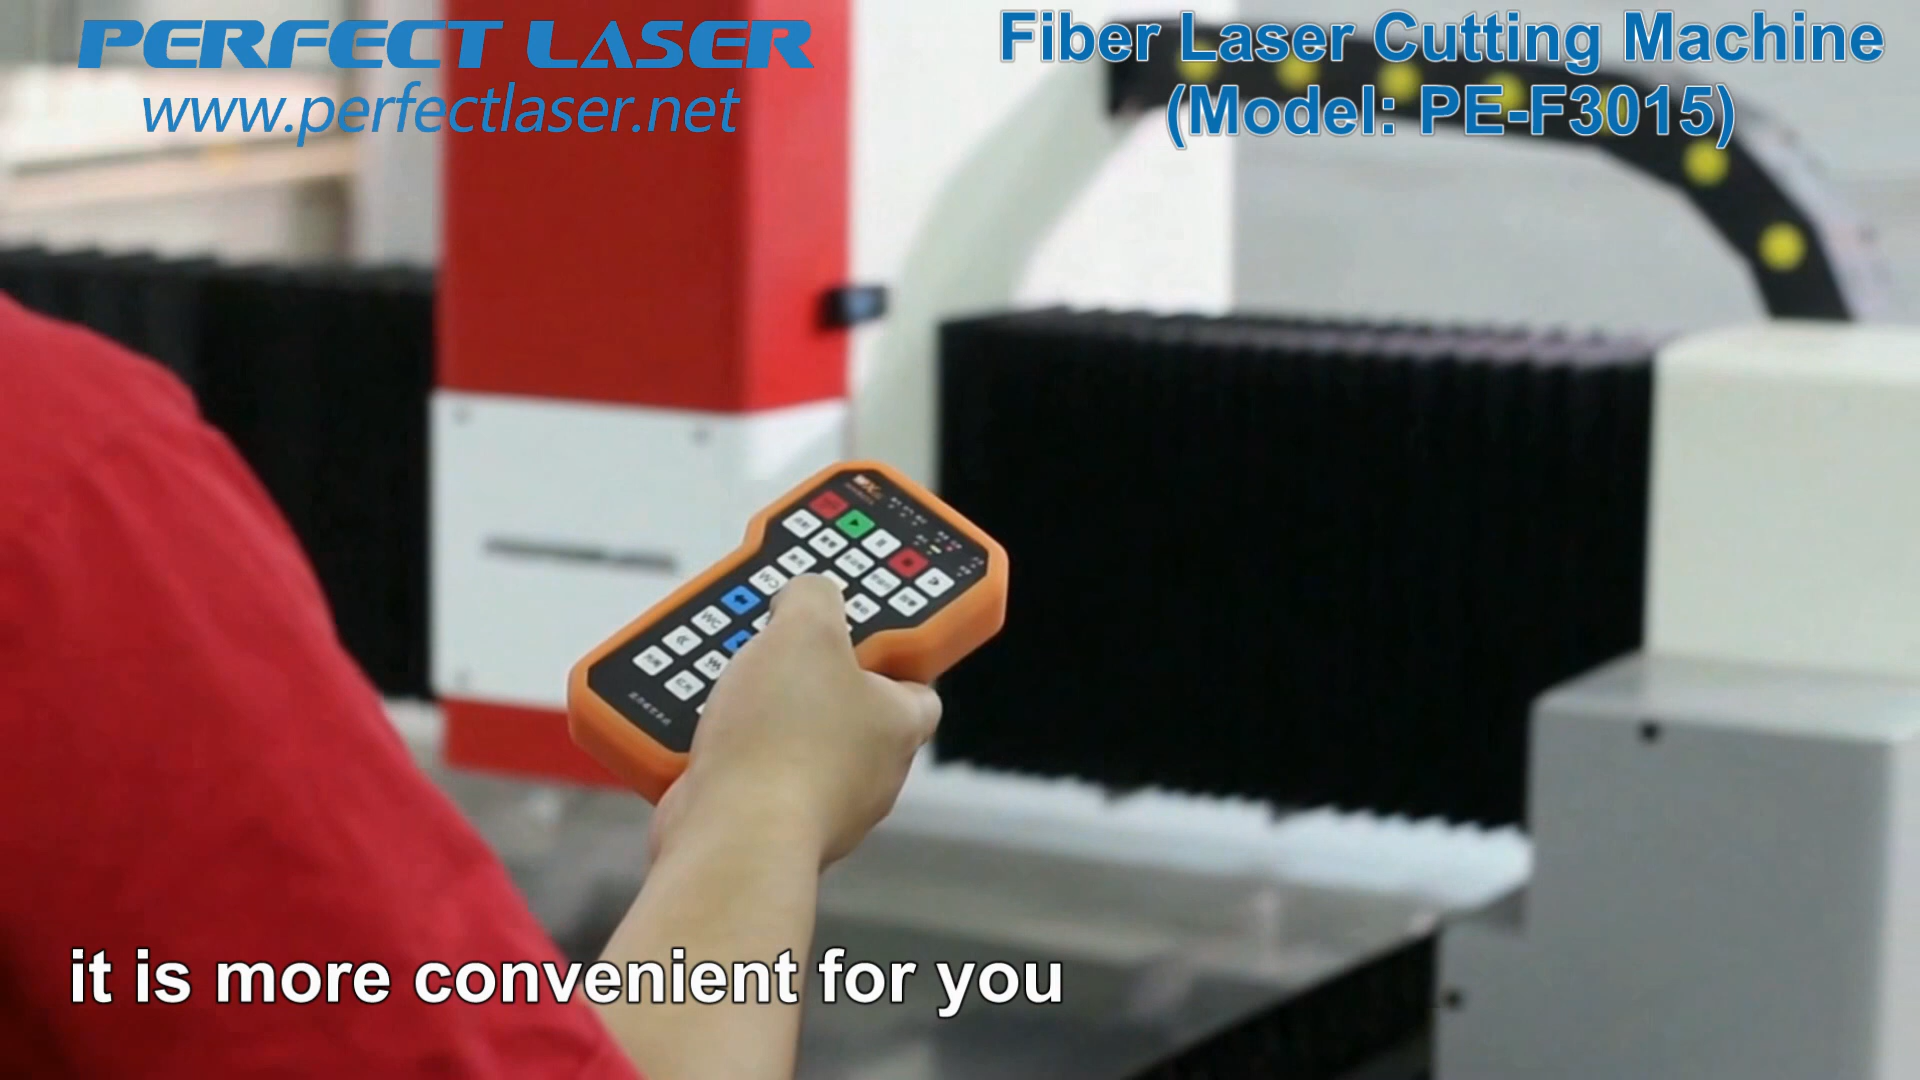 PERFECT LASER
www.perfectlaser.net
Fiber Laser Cutting Machine
(Model: PE-F3015)
it is more convenient for you